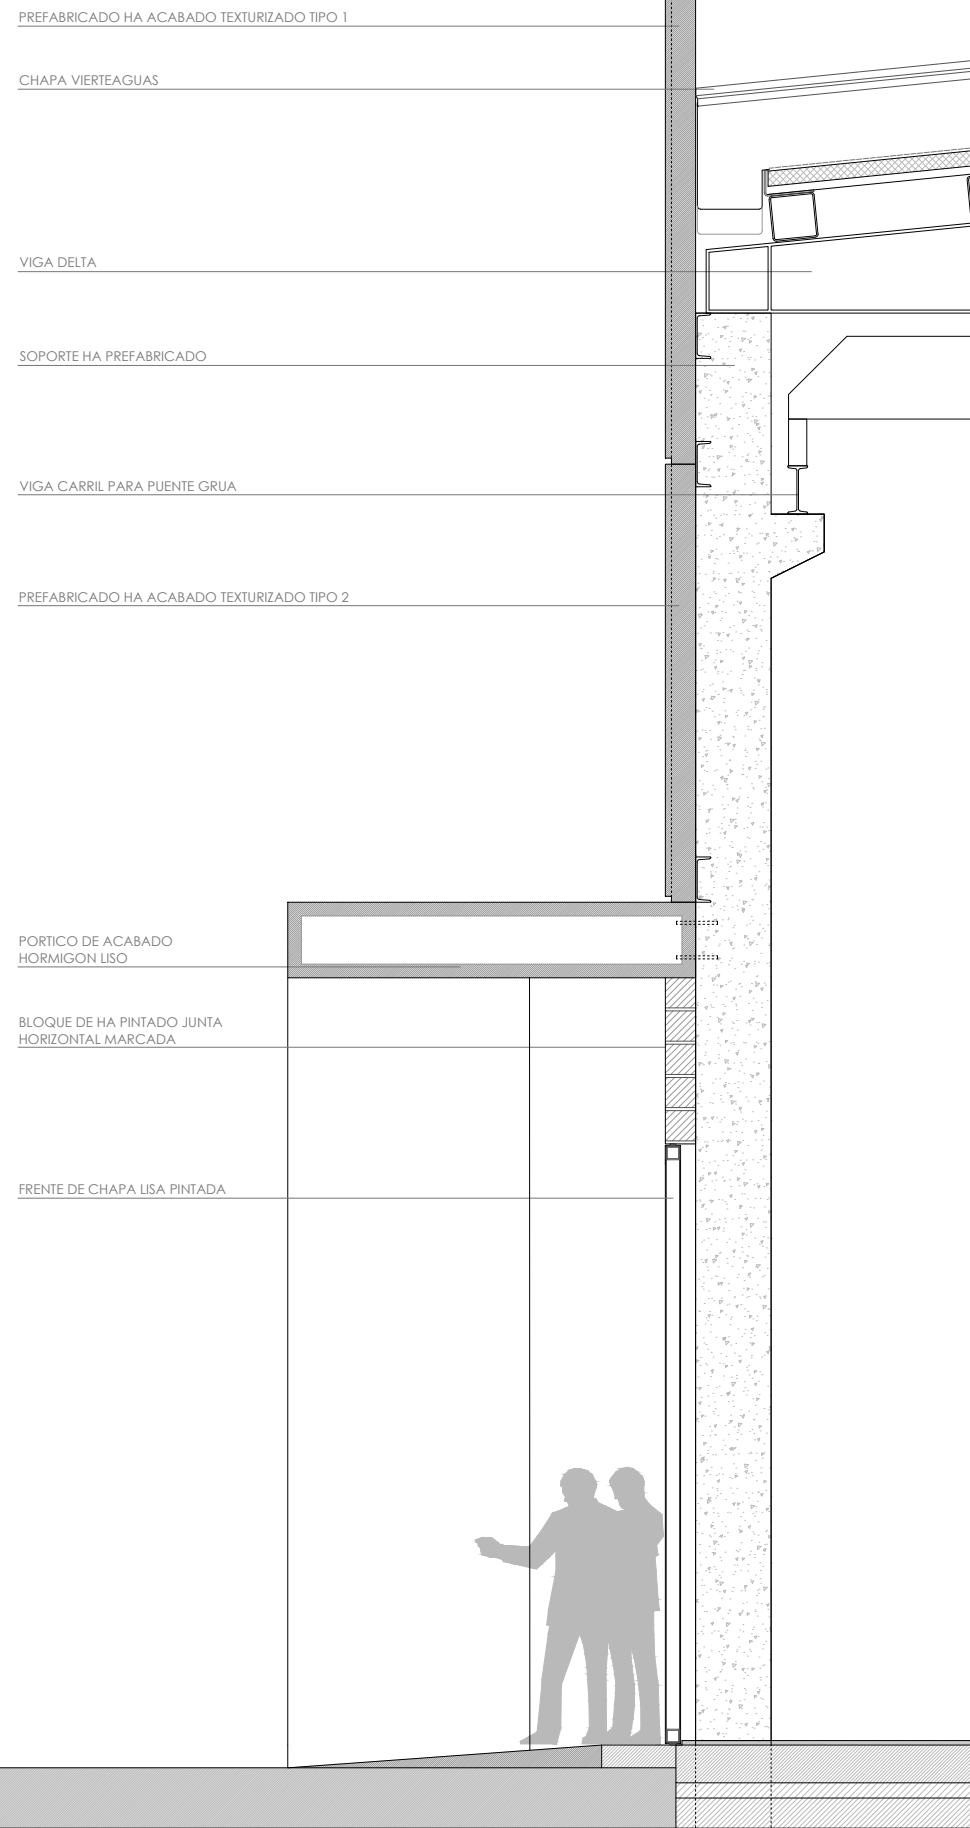 PREFABRICADO HA ACABADO TEXTURIZADO TIPO 1
CHAPA VIERTEAGUAS
VIGA DELTA
SOPORTE HA PREFABRICADO
VIGA CARRIL PARA PUENTE GRUA
PREFABRICADO HA ACABADO TEXTURIZADO TIPO 2
PORTICO DE ACABADO
HORMIGON LISO
BLOQUE DE HA PINTADO JUNTA
HORIZONTAL MARCADA
FRENTE DE CHAPA LISA PINTADA